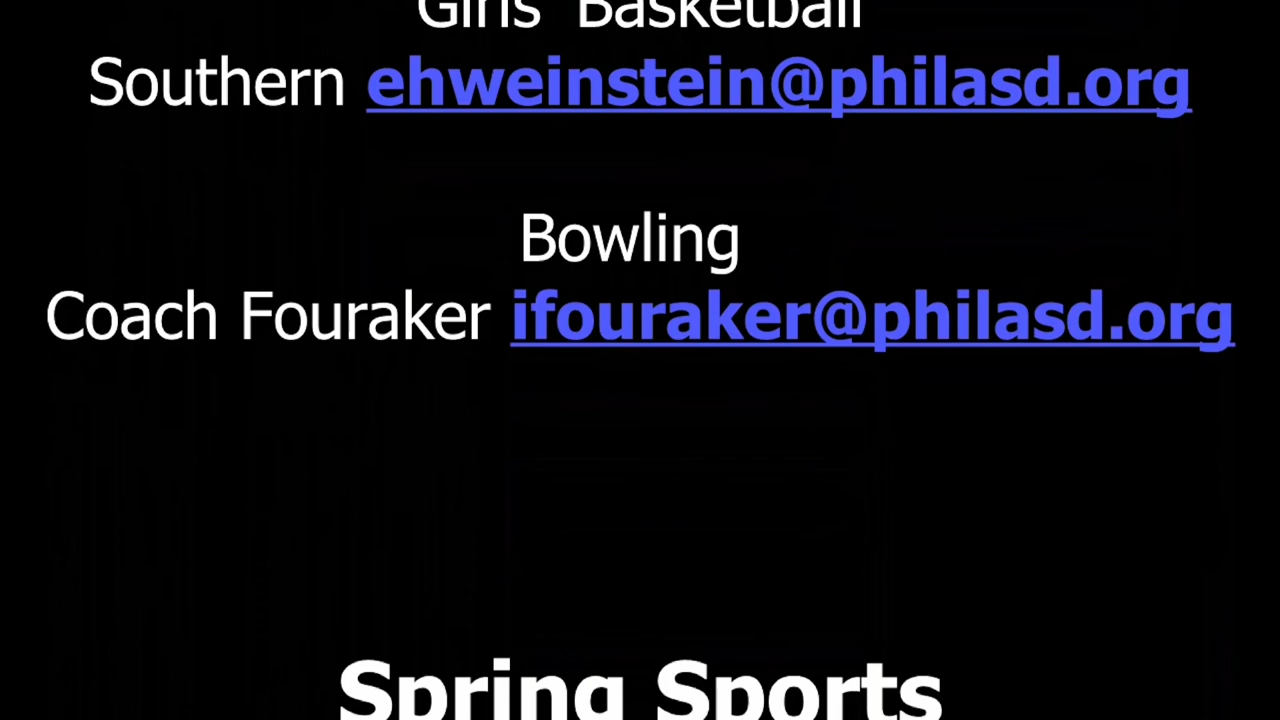 Girls' Basketball
Southern ehweinstein@philasd.org
Bowling
Coach Fouraker ifouraker@philasd.org
Spring Sports